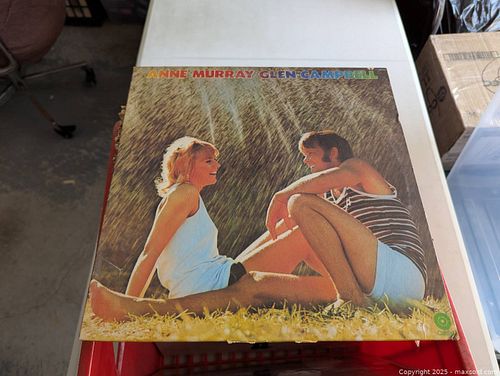 ANNE MURRAY GLEN CAMPBELL
Copyright 2025 - maxsold.com